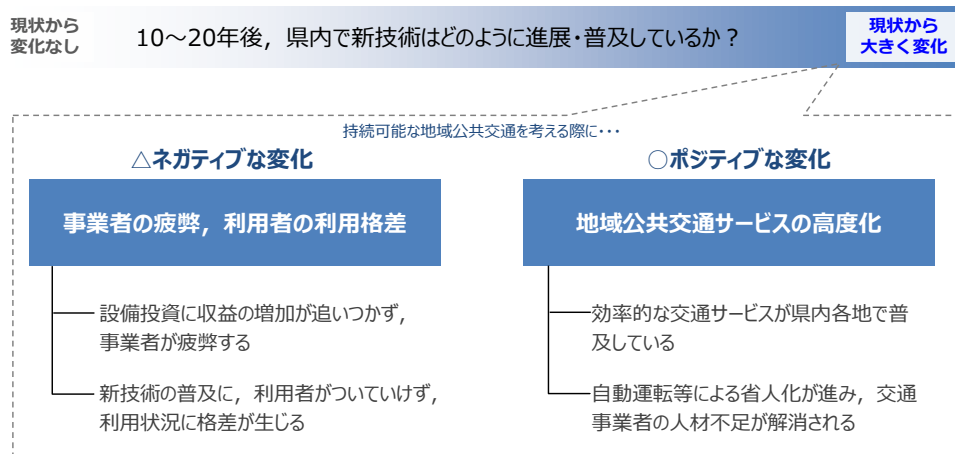 現状から
変化なし
10～20年後，県内で新技術はどのように進展・普及しているか？
現状から
大きく変化
持続可能な地域公共交通を考える際に・・・
△ネガティブな変化
事業者の疲弊，利用者の利用格差
設備投資に収益の増加が追いつかず，
事業者が疲弊する
新技術の普及に，利用者がついていけず，
利用状況に格差が生じる
○ポジティブな変化
地域公共交通サービスの高度化
効率的な交通サービスが県内各地で普
及している
自動運転等による省人化が進み，交通
事業者の人材不足が解消される